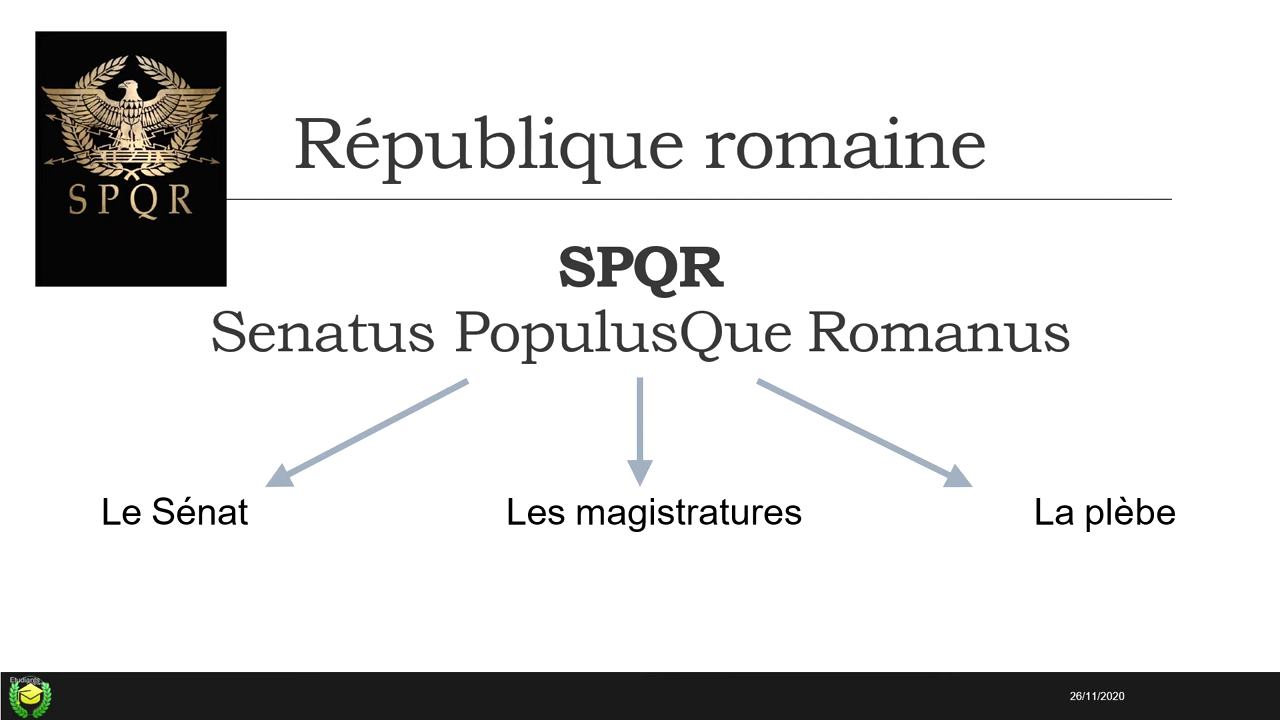 SPQR
République romaine
SPQR
Senatus PopulusQue Romanus
Le Sénat
Les magistratures
La plèbe
26/11/2020